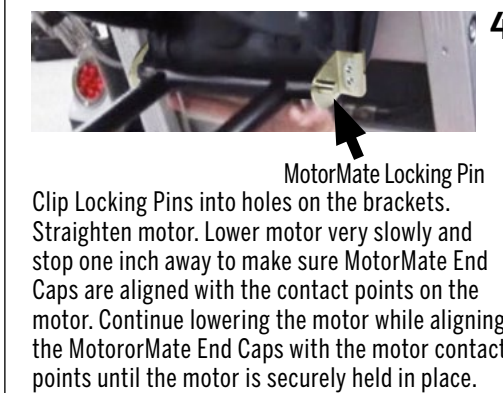 4
MotorMate Locking Pin
Clip Locking Pins into holes on the brackets.
Straighten motor. Lower motor very slowly and
stop one inch away to make sure MotorMate End
Caps are aligned with the contact points on the
motor. Continue lowering the motor while aligning
the MotororMate End Caps with the motor contact
points until the motor is securely held in place.